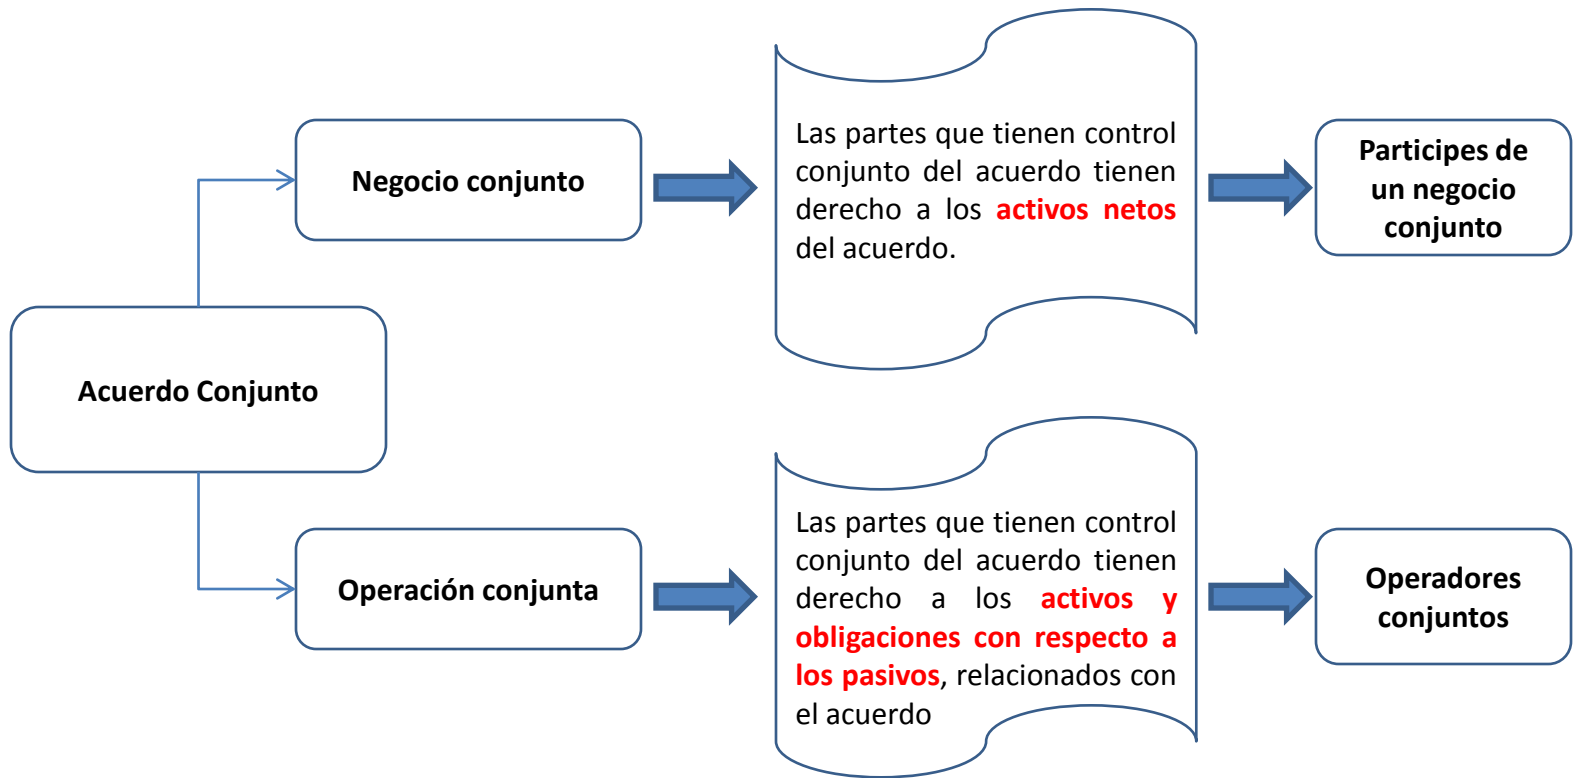 Negocio conjunto
Las partes que tienen control
conjunto del acuerdo tienen
derecho a los activos netos
del acuerdo.
Participes de
un negocio
conjunto
Acuerdo Conjunto
Operación conjunta
Las partes que tienen control
conjunto del acuerdo tienen
derecho a los activos y
obligaciones con respecto a
los pasivos, relacionados con
el acuerdo
Operadores
conjuntos